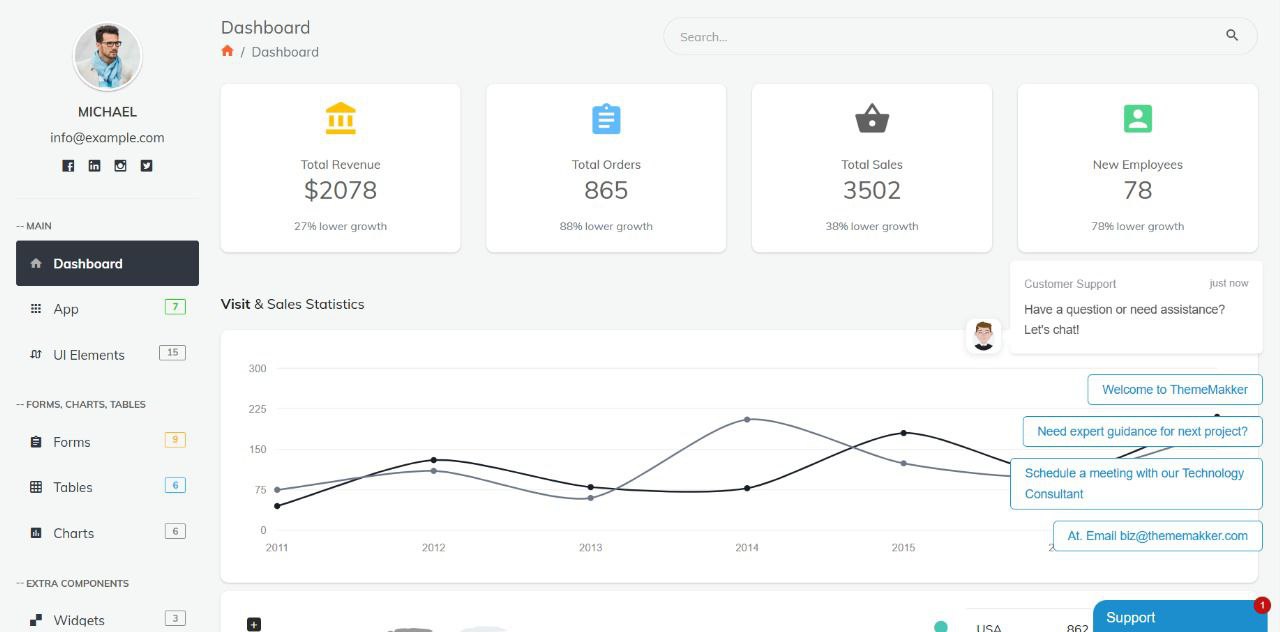 MICHAEL
info@example.com
-- MAIN
Dashboard
App 7
UI Elements 15
-- FORMS, CHARTS, TABLES
Forms 9
Tables 6
Charts 6
-- EXTRA COMPONENTS
Widgets 3
Dashboard
/ Dashboard
Search...
Total Revenue
$2078
27% lower growth
Total Orders
865
88% lower growth
Total Sales
3502
38% lower growth
New Employees
78
78% lower growth
Visit & Sales Statistics
300
225
150
75
0
2011 2012 2013 2014 2015
Customer Support just now
Have a question or need assistance?
Let's chat!
Welcome to ThemeMakker
Need expert guidance for next project?
Schedule a meeting with our Technology
Consultant
At. Email biz@thememakker.com
USA 862
Support 1